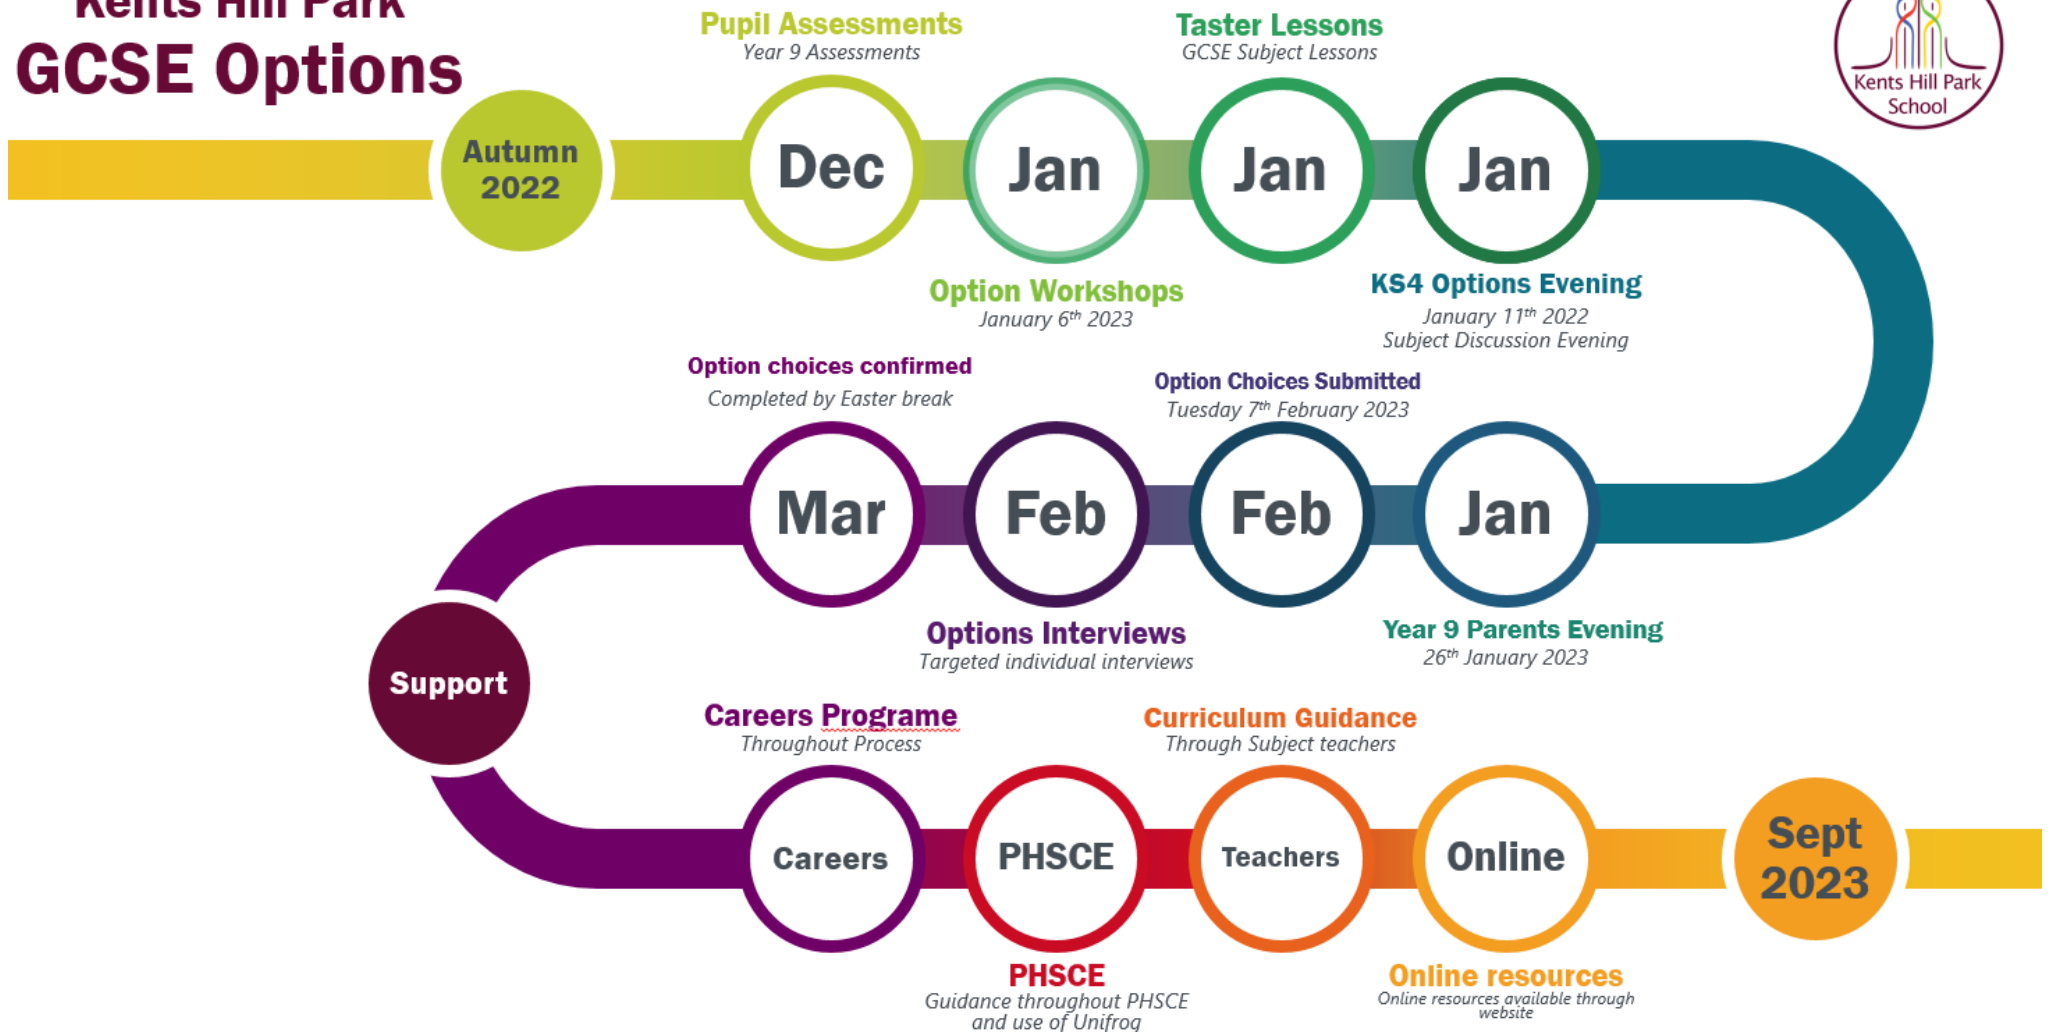 Kents Hill Park
GCSE Options
Kents Hill Park
School
Autumn
2022
Pupil Assessments
Year 9 Assessments
Dec
Jan
Option Workshops
January 6th 2023
Taster Lessons
GCSE Subject Lessons
Jan
Jan
KS4 Options Evening
January 11th 2022
Subject Discussion Evening
Jan
Year 9 Parents Evening
26th January 2023
Option Choices Submitted
Tuesday 7th February 2023
Feb
Feb
Options Interviews
Targeted individual interviews
Option choices confirmed
Completed by Easter break
Mar
Support
Careers Programe
Throughout Process
Careers
PHSCE
PHSCE
Guidance throughout PHSCE
and use of Unifrog
Curriculum Guidance
Through Subject teachers
Teachers
Online
Online resources
Online resources available through
website
Sept
2023